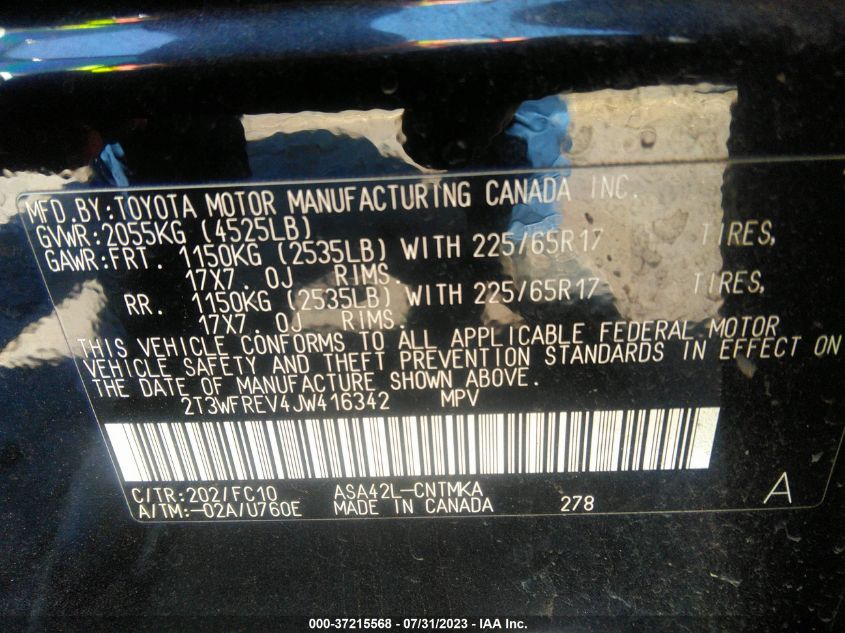 MFD.BY:TOYOTA MOTOR MANUFACTURING CANADA INC.
GVWR:2055KG (4525LB)
GAWR:FRT. 1150KG (2535LB) WITH 225/65R17 TIRES,
17X7.0J RIMS.
RR. 1150KG (2535LB) WITH 225/65R17 TIRES,
17X7.0J RIMS.
THIS VEHICLE CONFORMS TO ALL APPLICABLE FEDERAL MOTOR
VEHICLE SAFETY AND THEFT PREVENTION STANDARDS IN EFFECT ON
THE DATE OF MANUFACTURE SHOWN ABOVE.
2T3WFREV4JW416342 MPV
C/TR:202/FC10 ASA42L-CNTMKA
A/TM:-02A/U760E MADE IN CANADA 278 A
000-37215568 - 07/31/2023 - IAA Inc.